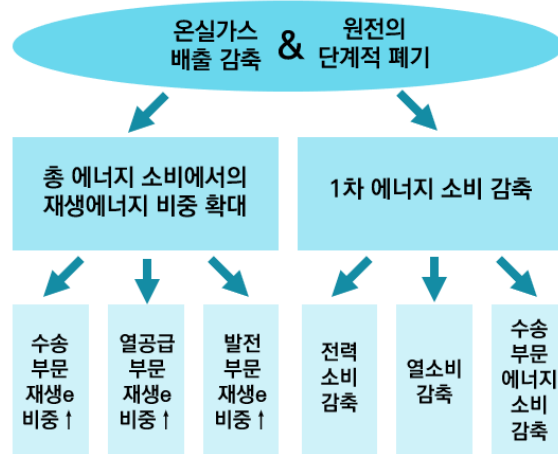 온실가스
배출 감축
&
원전의
단계적 폐기
총 에너지 소비에서의
재생에너지 비중 확대
1차 에너지 소비 감축
수송
부문
재생e
비중↑
열공급
부문
재생e
비중↑
발전
부문
재생e
비중↑
전력
소비
감축
열소비
감축
수송
부문
에너지
소비
감축